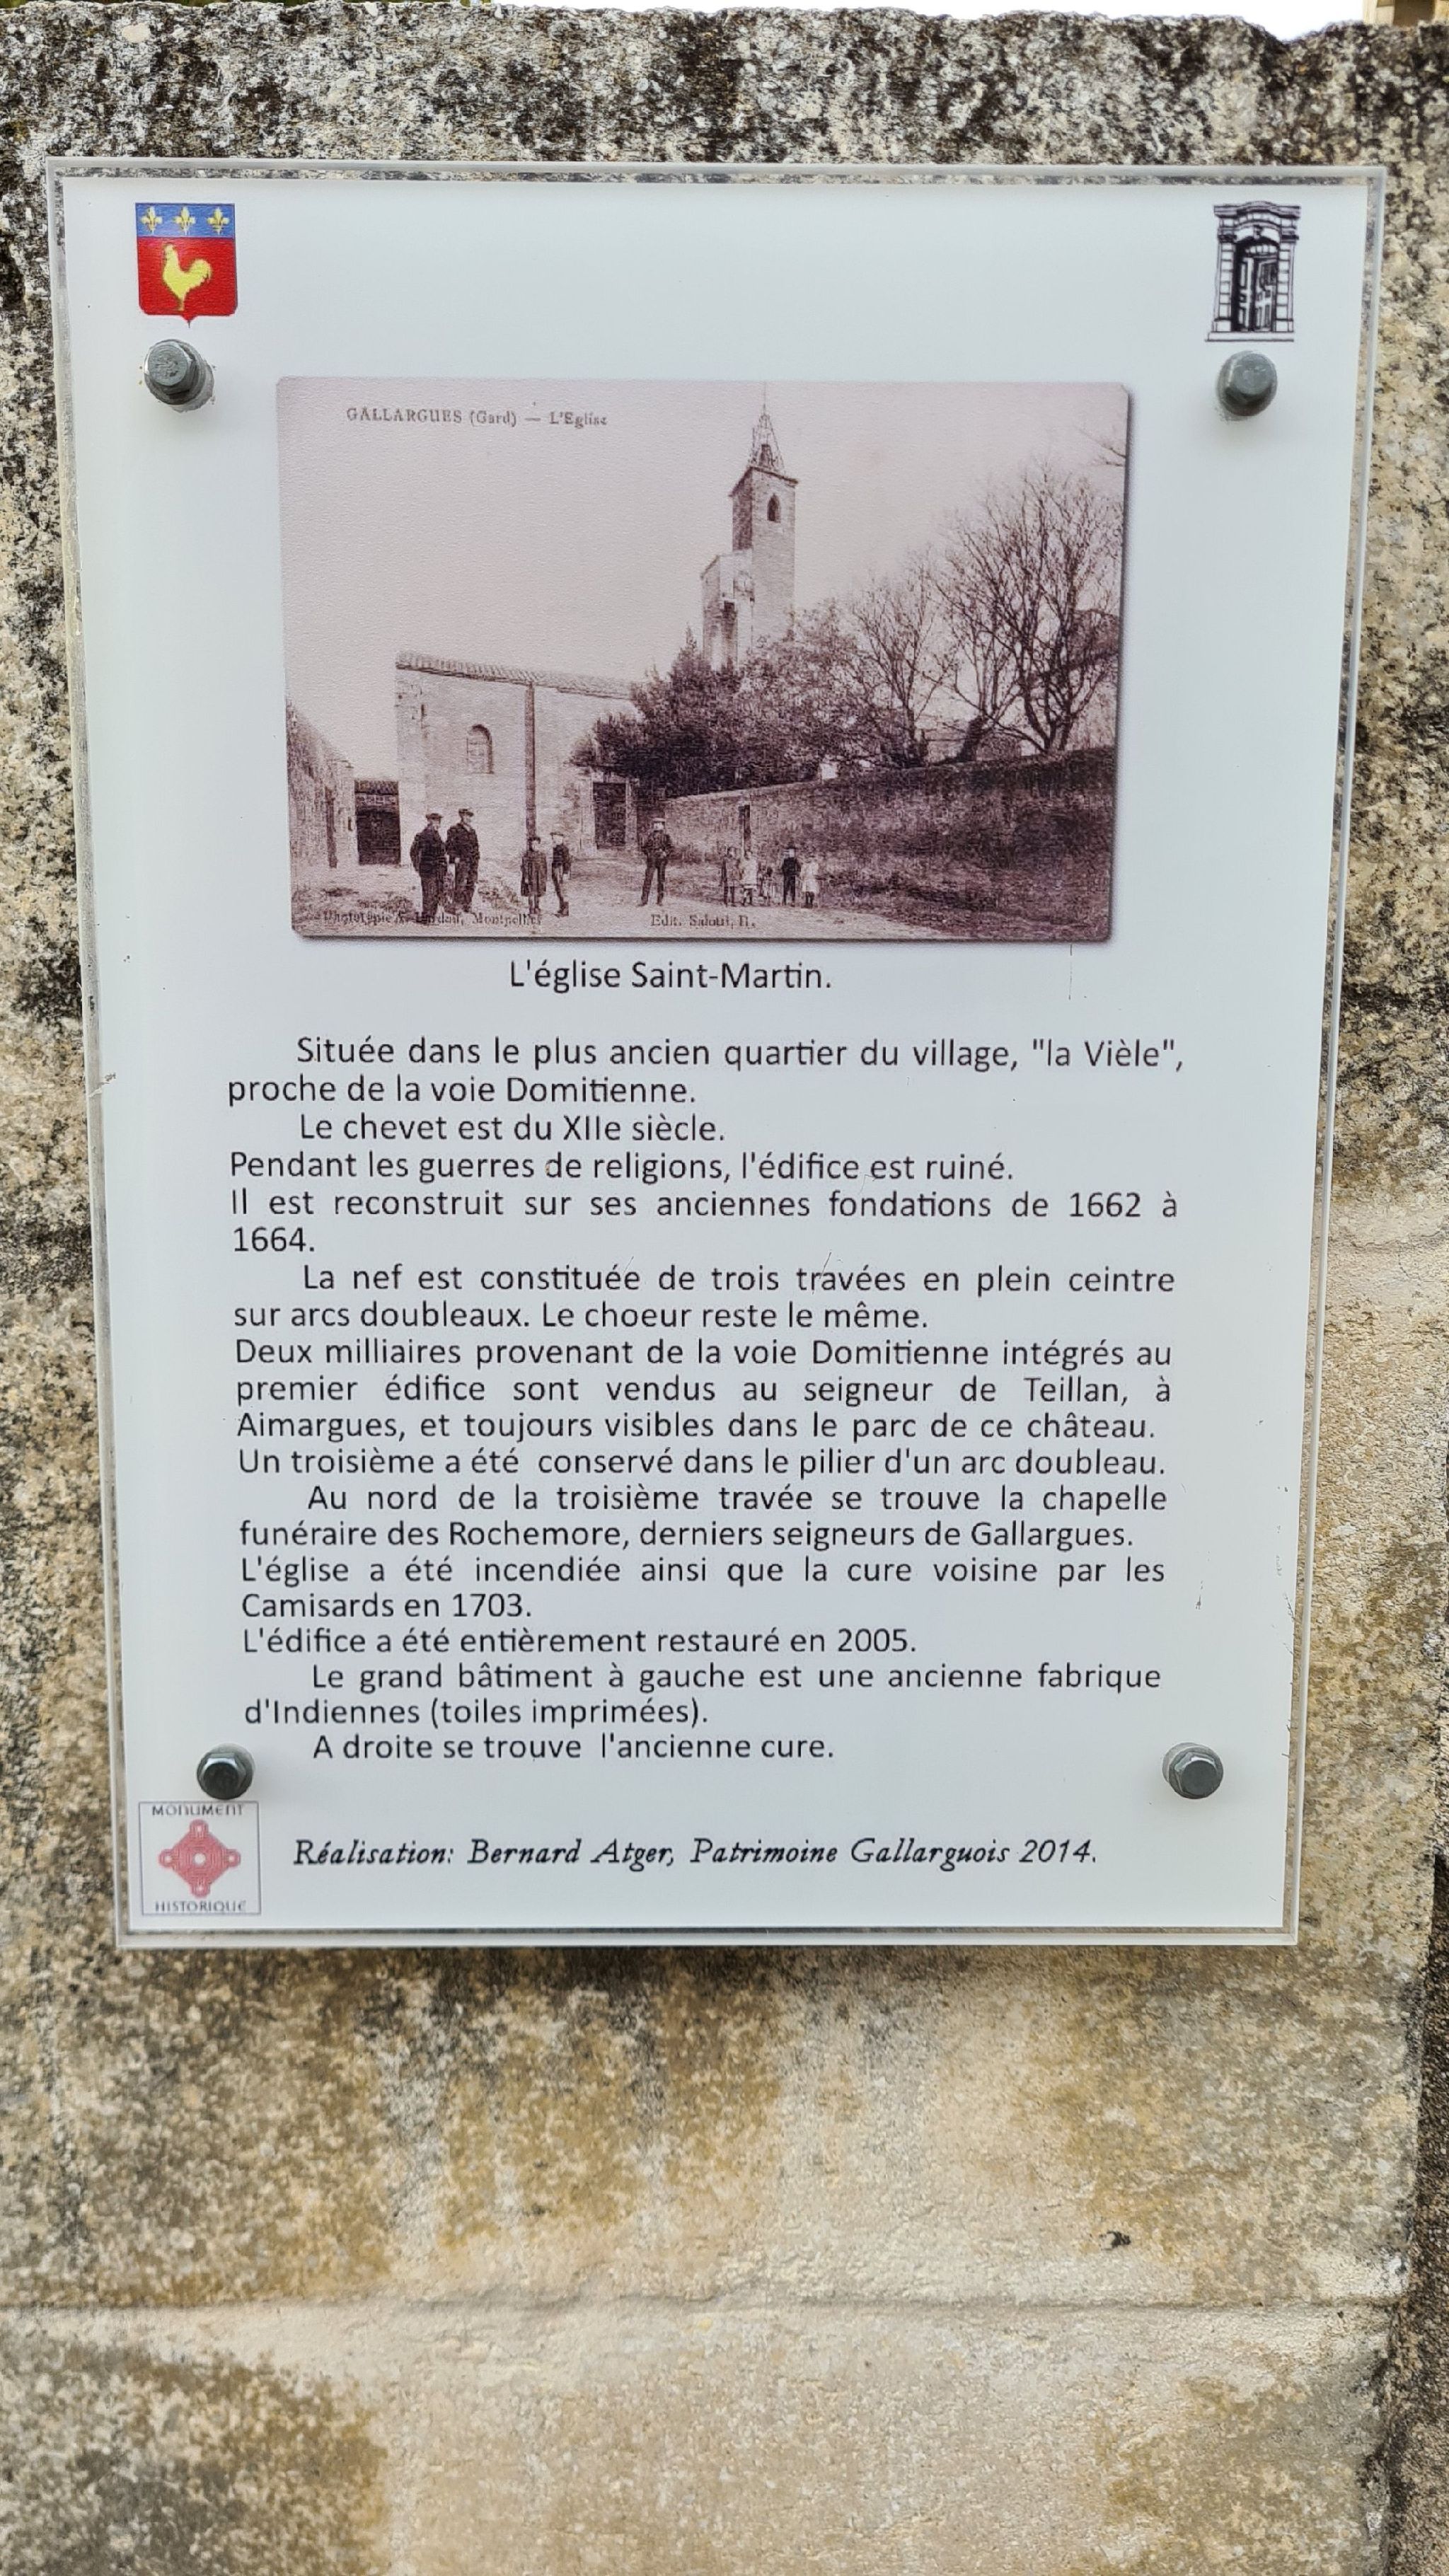 GALLARGUES (Gard) — L'Eglise
Montpellier
Edit.
L'église Saint-Martin.
Située dans le plus ancien quartier du village, "la Vièle",
proche de la voie Domitienne.
Le chevet est du XIIe siècle.
Pendant les guerres de religions, l'édifice est ruiné.
Il est reconstruit sur ses anciennes fondations de 1662 à
1664.
La nef est constituée de trois travées en plein ceintre
sur arcs doubleaux. Le choeur reste le même.
Deux milliaires provenant de la voie Domitienne intégrés au
premier édifice sont vendus au seigneur de Teillan, à
Aimargues, et toujours visibles dans le parc de ce château.
Un troisième a été conservé dans le pilier d'un arc doubleau.
Au nord de la troisième travée se trouve la chapelle
funéraire des Rochemore, derniers seigneurs de Gallargues.
L'église a été incendiée ainsi que la cure voisine par les
Camisards en 1703.
L'édifice a été entièrement restauré en 2005.
Le grand bâtiment à gauche est une ancienne fabrique
d'Indiennes (toiles imprimées).
A droite se trouve l'ancienne cure.
MONUMENT
HISTORIQUE
Réalisation: Bernard Atger, Patrimoine Gallarguois 2014.